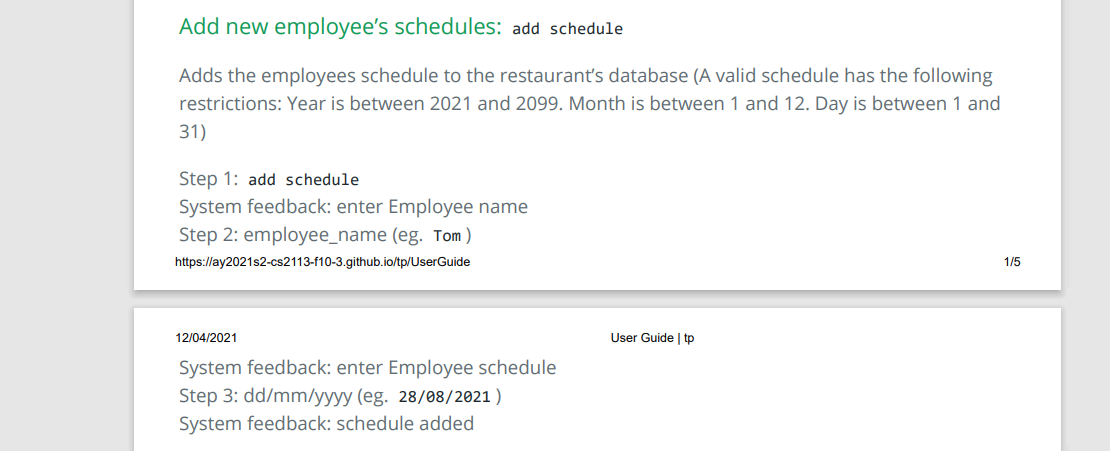 Add new employee’s schedules: add schedule
Adds the employees schedule to the restaurant’s database (A valid schedule has the following
restrictions: Year is between 2021 and 2099. Month is between 1 and 12. Day is between 1 and
31)
Step 1: add schedule
System feedback: enter Employee name
Step 2: employee_name (eg. Tom )
https://ay2021s2-cs2113-f10-3.github.io/tp/UserGuide 1/5
12/04/2021 User Guide | tp
System feedback: enter Employee schedule
Step 3: dd/mm/yyyy (eg. 28/08/2021 )
System feedback: schedule added